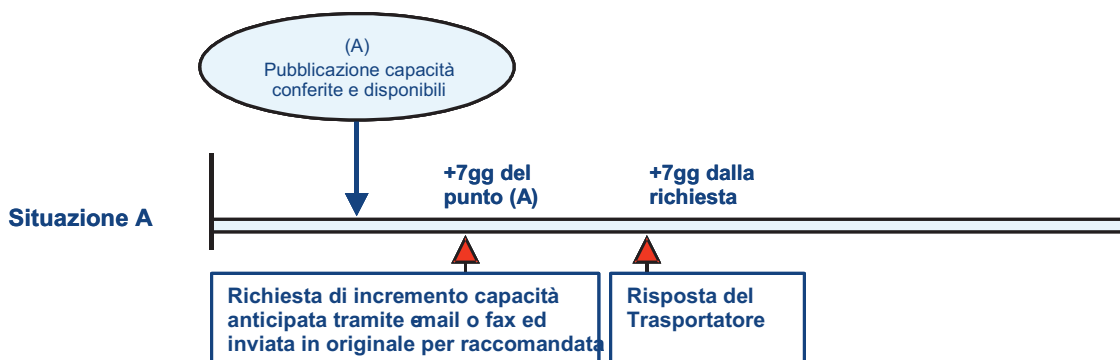 (A)
Pubblicazione capacità
conferite e disponibili
+7gg del
punto (A)
+7gg dalla
richiesta
Situazione A
Richiesta di incremento capacità
anticipata tramite email o fax ed
inviata in originale per raccomandata
Risposta del
Trasportatore